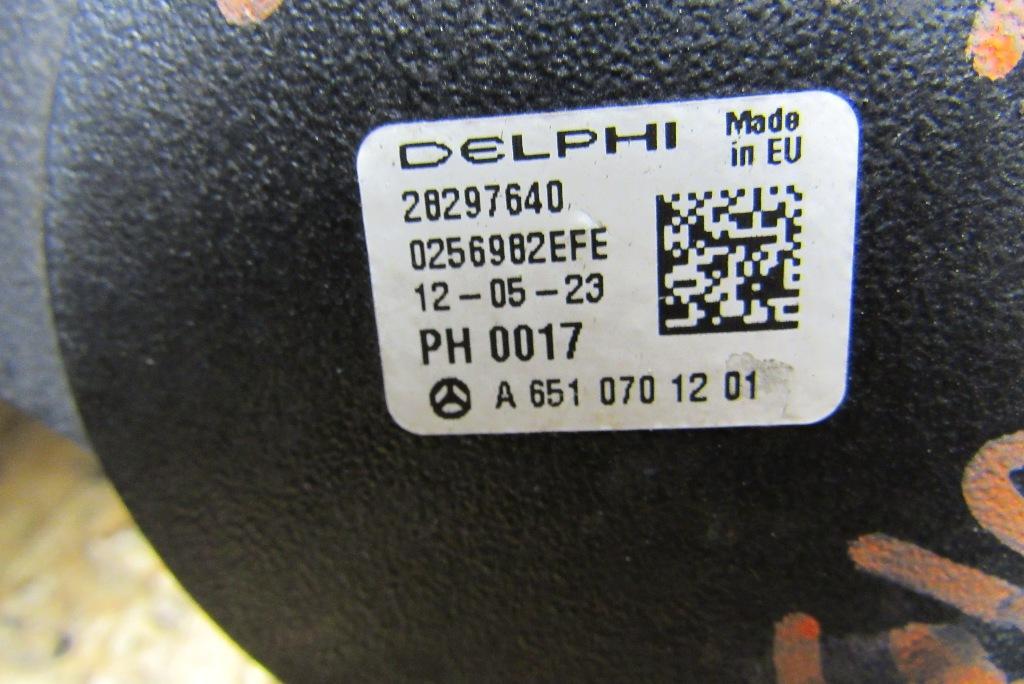 DELPHI
Made
in EU
28297640
0256982EFE
12-05-23
PH 0017
A 651 070 12 01